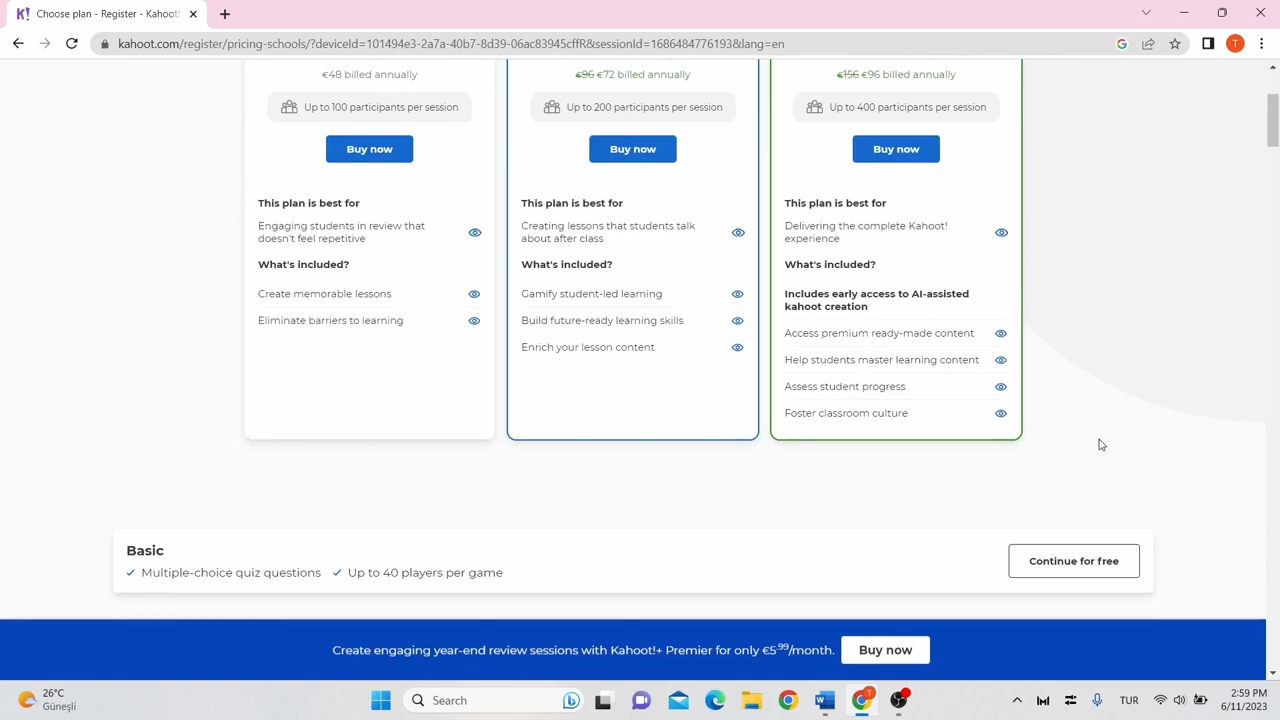 Choose plan - Register - Kahoot!
kahoot.com/register/pricing-schools/?deviceId=101494e3-2a7a-40b7-8d39-06acf3945cffR&sessionId=1686484776193&lang=en
T
€48 billed annually
€96 €72 billed annually
€156 €96 billed annually
Up to 100 participants per session
Up to 200 participants per session
Up to 400 participants per session
Buy now
Buy now
Buy now
This plan is best for
Engaging students in review that
doesn't feel repetitive
What's included?
Create memorable lessons
Eliminate barriers to learning
This plan is best for
Creating lessons that students talk
about after class
What's included?
Gamify student-led learning
Build future-ready learning skills
Enrich your lesson content
This plan is best for
Delivering the complete Kahoot!
experience
What's included?
Includes early access to AI-assisted
kahoot creation
Access premium ready-made content
Help students master learning content
Assess student progress
Foster classroom culture
Basic
Multiple-choice quiz questions
Up to 40 players per game
Continue for free
Create engaging year-end review sessions with Kahoot!+ Premier for only €5.99/month.
Buy now
26°C
Güneşli
Search
TUR
2:59 PM
6/11/2023